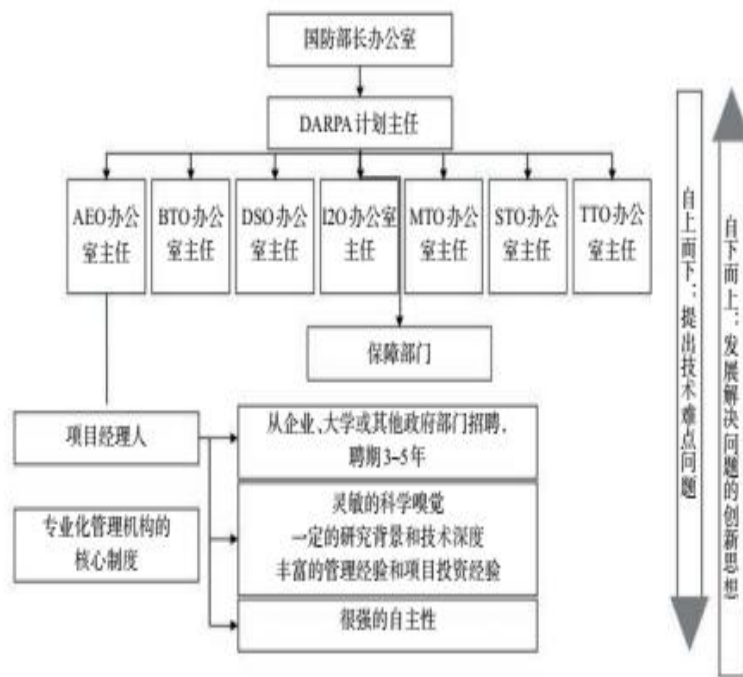 国防部长办公室
DARPA计划主任
AEO办公
室主任
BTO办公
室主任
DSO办公
室主任
I2O办公室
主任
MTO办公
室主任
STO办公
室主任
TTO办公
室主任
保障部门
项目经理人
从企业、大学或其他政府部门招聘,
聘期3-5年
专业化管理机构的
核心制度
灵敏的科学嗅觉
一定的研究背景和技术深度
丰富的管理经验和项目投资经验
很强的自主性
自上而下：提出技术难点问题
自下而上：发展解决问题的创新思想